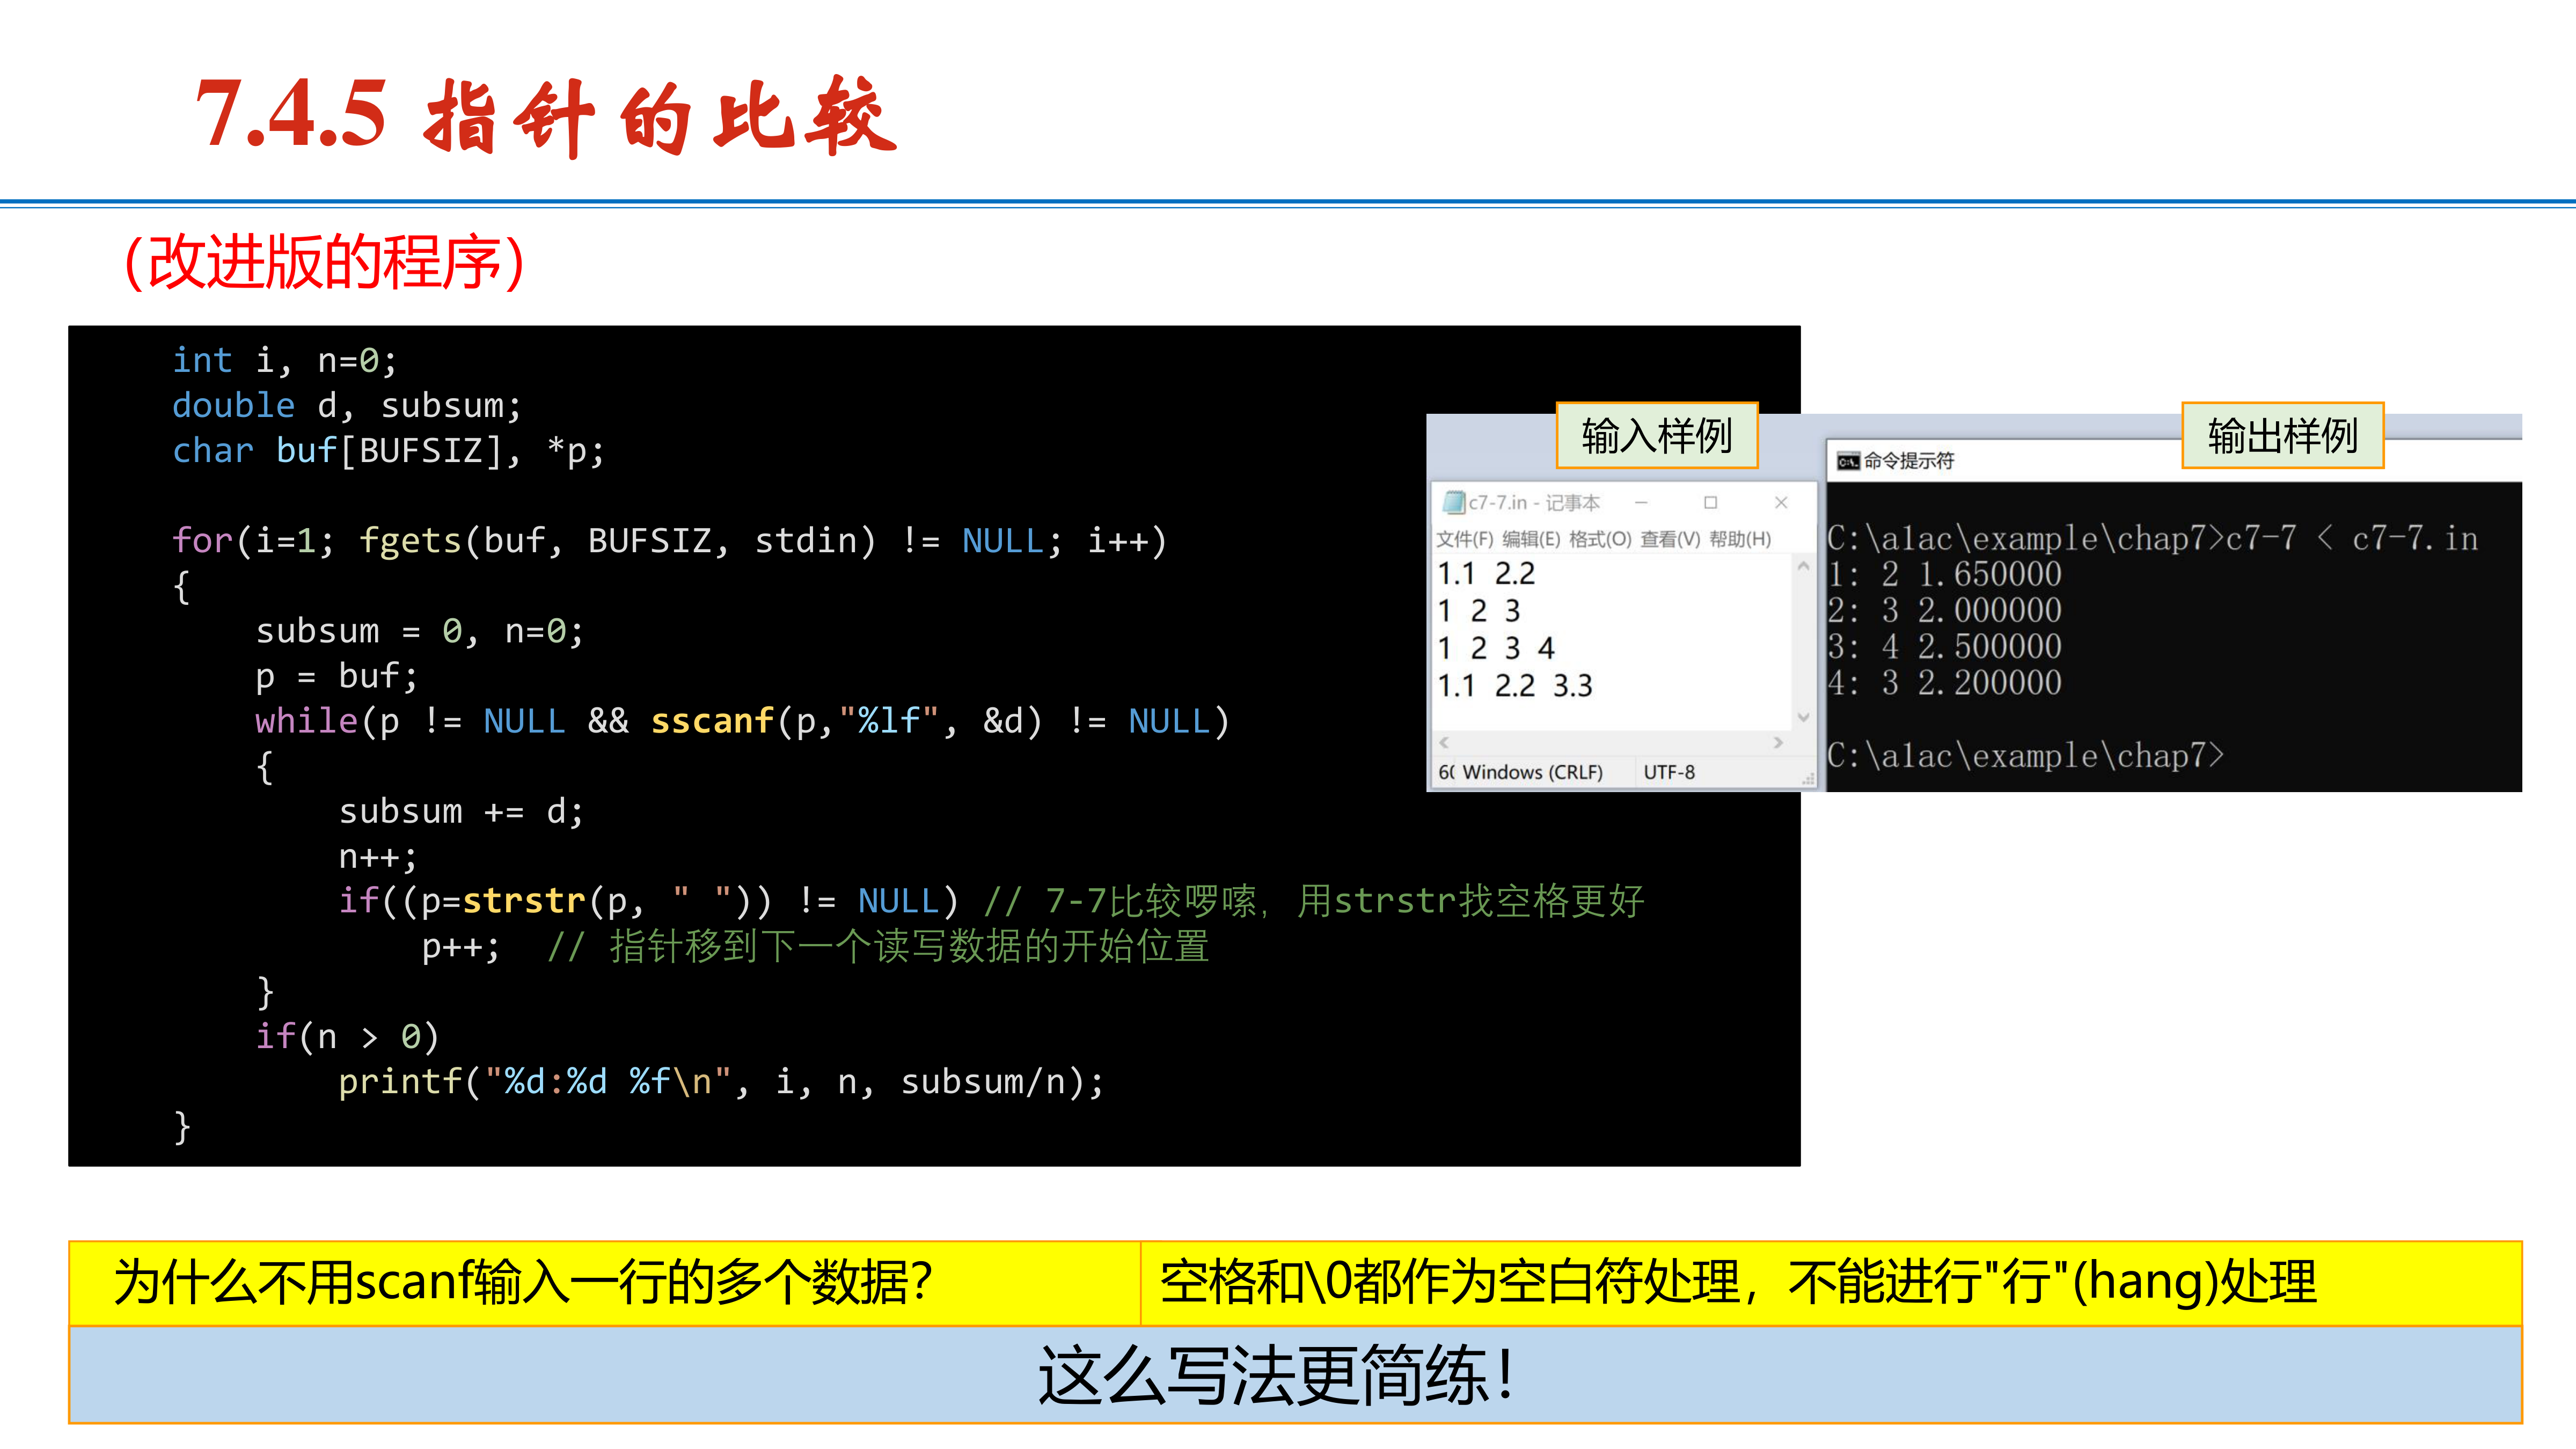 7.4.5 指针的比较
（改进版的程序）
int i, n=0;
double d, subsum;
char buf[BUFSIZ], *p;
for(i=1; fgets(buf, BUFSIZ, stdin) != NULL; i++)
{
subsum = 0, n=0;
p = buf;
while(p != NULL && sscanf(p,"%lf", &d) != NULL)
{
subsum += d;
n++;
if((p=strstr(p, " ")) != NULL) // 7-7比较啰嗦，用strstr找空格更好
p++; // 指针移到下一个读写数据的开始位置
}
if(n > 0)
printf("%d:%d %f\n", i, n, subsum/n);
}
输入样例
c7-7.in - 记事本
文件(F) 编辑(E) 格式(O) 查看(V) 帮助(H)
1.1 2.2
1 2 3
1 2 3 4
1.1 2.2 3.3
Windows (CRLF) UTF-8
输出样例
命令提示符
C:\alac\example\chap7>c7-7 < c7-7.in
1: 2 1.650000
2: 3 2.000000
3: 4 2.500000
4: 3 2.200000
C:\alac\example\chap7>
为什么不用scanf输入一行的多个数据？
空格和\0都作为空白符处理，不能进行"行"(hang)处理
这么写法更简练！